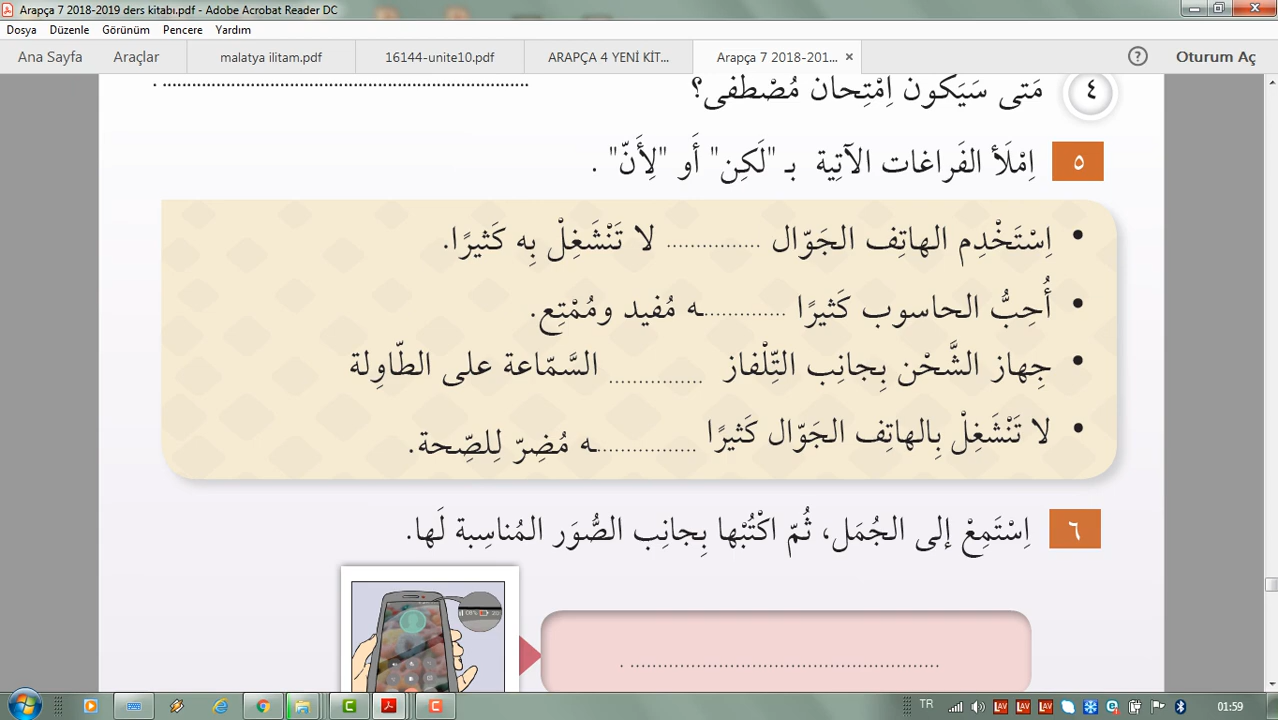 Arapça 7 2018-2019 ders kitabı.pdf - Adobe Acrobat Reader DC
Dosya Düzenle Görünüm Pencere Yardım
Ana Sayfa Araçlar malatya ilitam.pdf 16144-unite10.pdf ARAPÇA 4 YENİ KİT... Arapça 7 2018-201... × ? Oturum Aç
٤ مَتى سَيَكون اِمْتِحان مُصْطَفى؟ .............................................................. .
٥ اِمْلَأ الفَراغات الآتِية بـ "لَكِن" أَو "لِأَنّ" .
• اِسْتَخْدِم الهاتِف الجَوّال ................ لا تَنْشَغِلْ بِه كَثيرًا.
• أُحِبُّ الحاسوب كَثيرًا ..............ـه مُفيد ومُمْتِع.
• جِهاز الشَّحْن بِجانِب التِّلْفاز ................ السَّمّاعة على الطّاوِلة
• لا تَنْشَغِلْ بِالهاتِف الجَوّال كَثيرًا .................ـه مُضِرّ لِلصِّحة.
٦ اِسْتَمِعْ إلى الجُمَل، ثُمّ اكْتُبْها بِجانِب الصُّوَر المُناسِبة لَها.
..................................................... .
TR 01:59